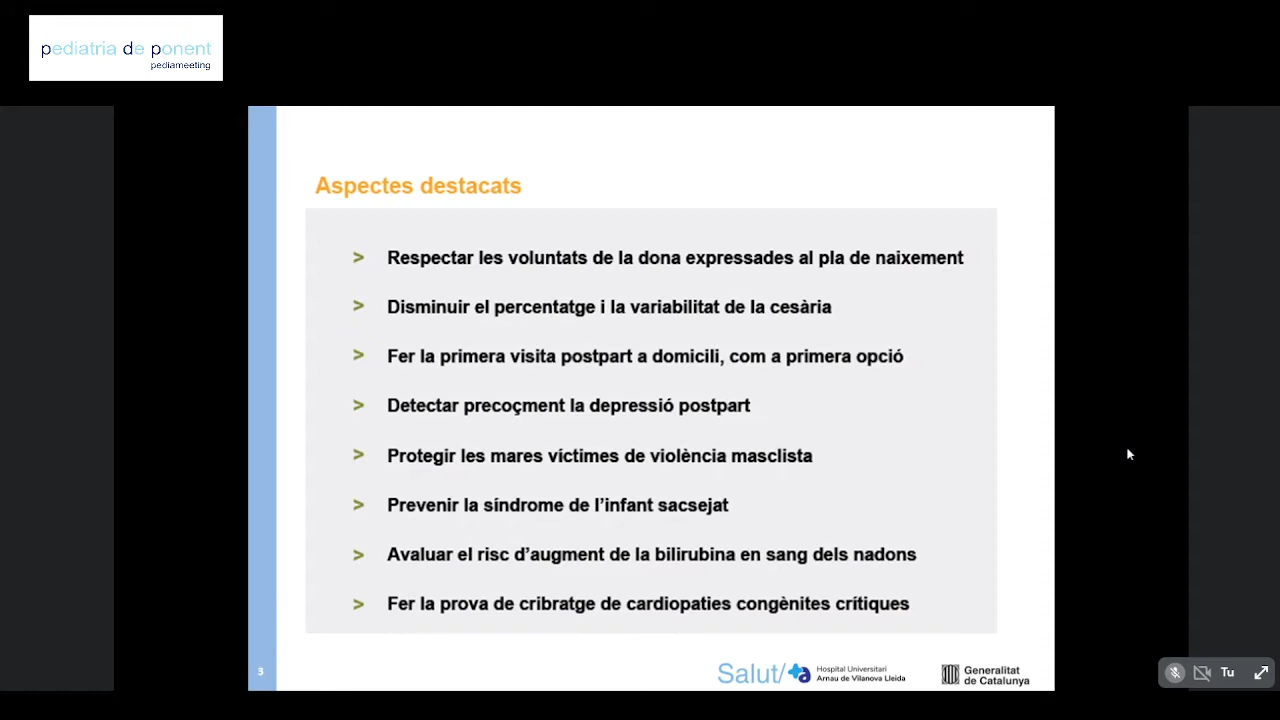 pediatria de ponent
pediameeting
Aspectes destacats
> Respectar les voluntats de la dona expressades al pla de naixement
> Disminuir el percentatge i la variabilitat de la cesària
> Fer la primera visita postpart a domicili, com a primera opció
> Detectar precoçment la depressió postpart
> Protegir les mares víctimes de violència masclista
> Prevenir la síndrome de l’infant sacsejat
> Avaluar el risc d’augment de la bilirubina en sang dels nadons
> Fer la prova de cribratge de cardiopaties congènites crítiques
3
Salut/
Hospital Universitari
Arnau de Vilanova Lleida
Generalitat
de Catalunya
Tu